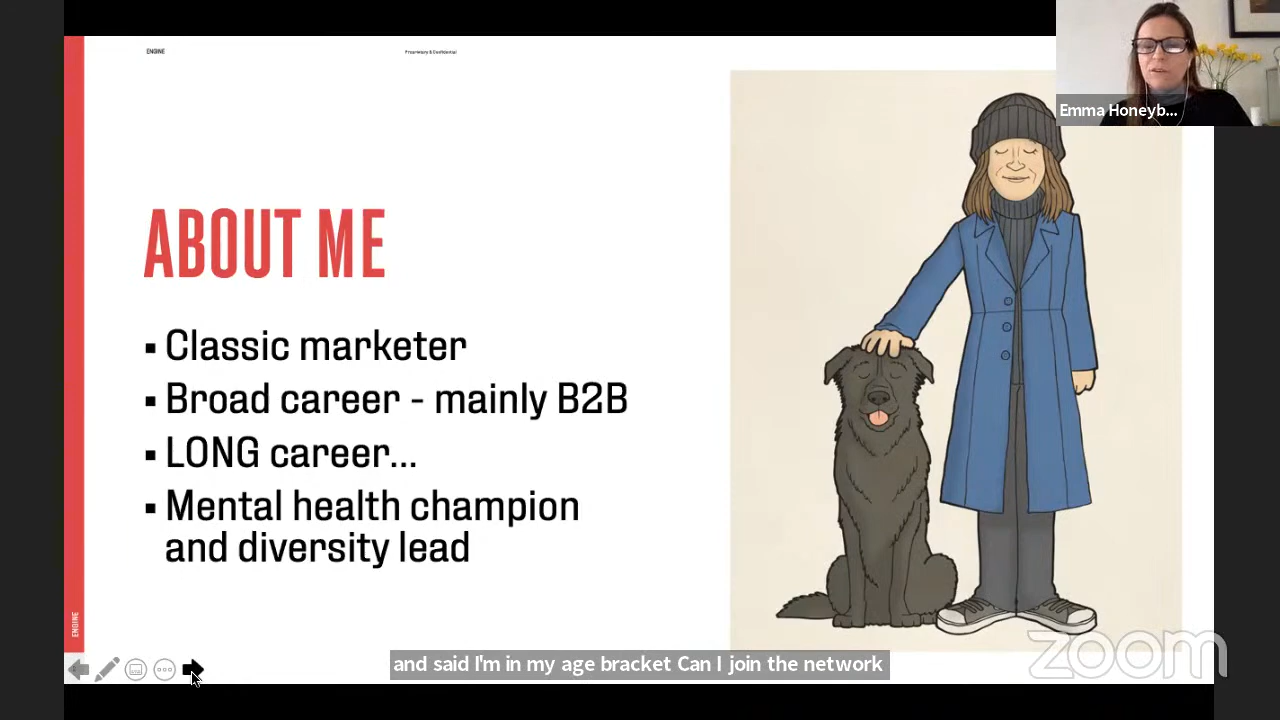 ENGINE
Proprietary & Confidential
Emma Honeyb...
ABOUT ME
▪ Classic marketer
▪ Broad career - mainly B2B
▪ LONG career...
▪ Mental health champion
and diversity lead
ENGINE
and said I'm in my age bracket Can I join the network
zoom